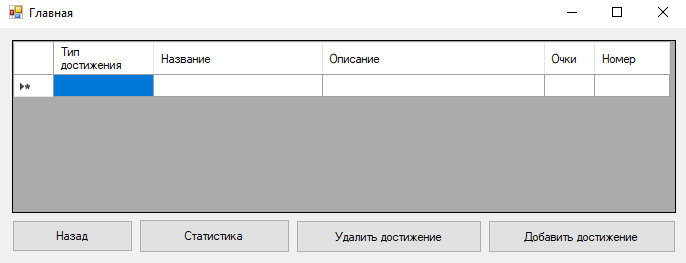 Главная
Тип
достижения
Название
Описание
Очки
Номер
Назад
Статистика
Удалить достижение
Добавить достижение